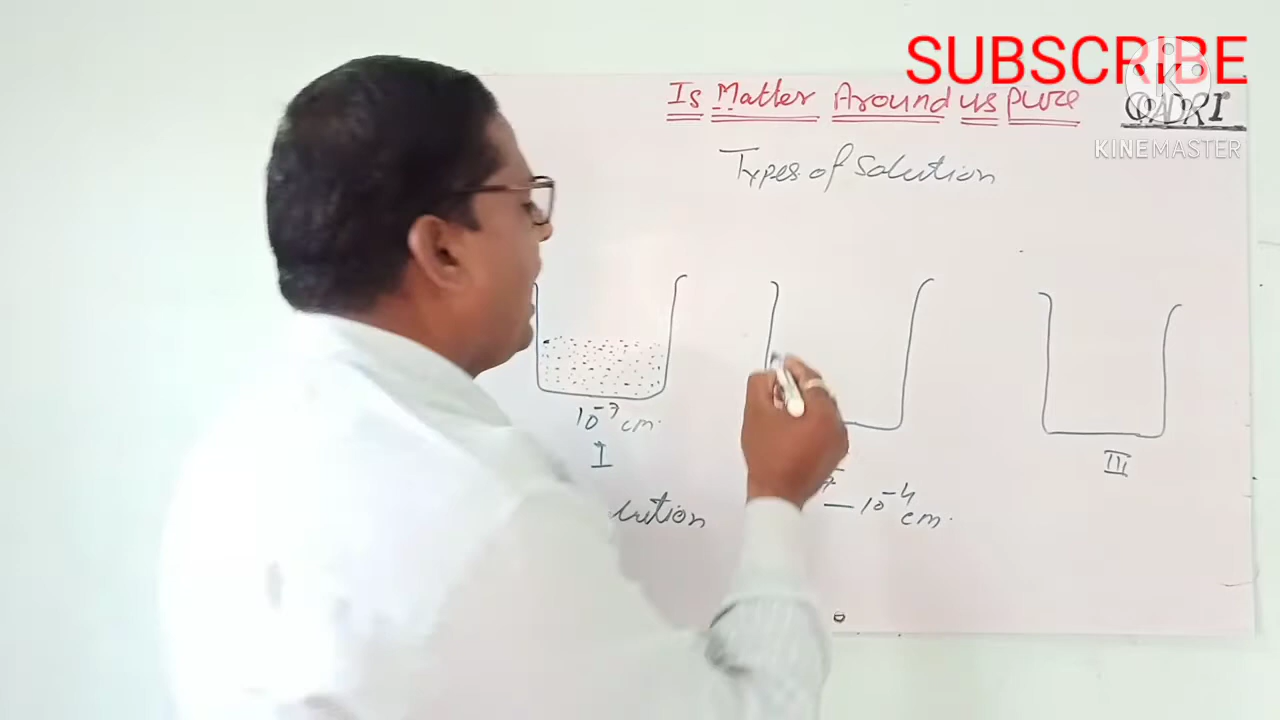 SUBSCRIBE
Is Matter Around us pure
QADRI
KINEMASTER
Types of Solution
10⁻⁷ cm.
I
III
— 10⁻⁴ cm.